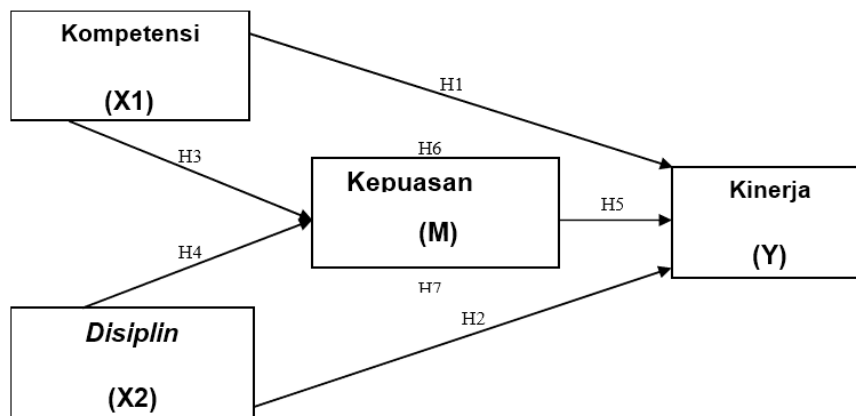 Kompetensi
(X1)
H1
H3
H6
Kepuasan
(M)
H5
Kinerja
(Y)
H4
H7
H2
Disiplin
(X2)